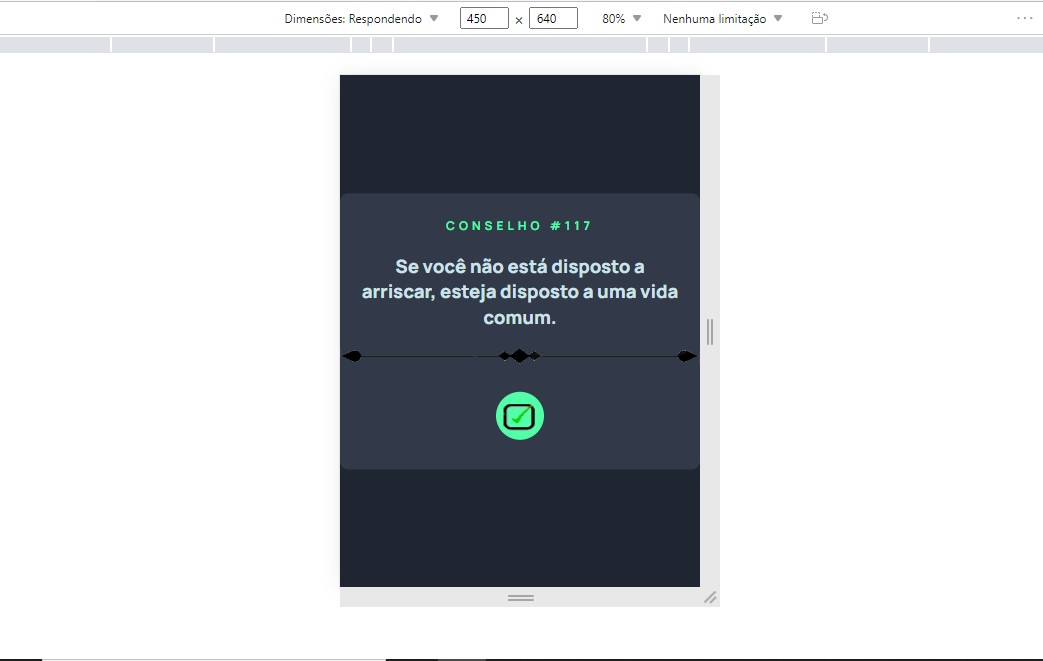 Dimensões: Respondendo 450 × 640 80% Nenhuma limitação
CONSELHO #117
Se você não está disposto a
arriscar, esteja disposto a uma vida
comum.